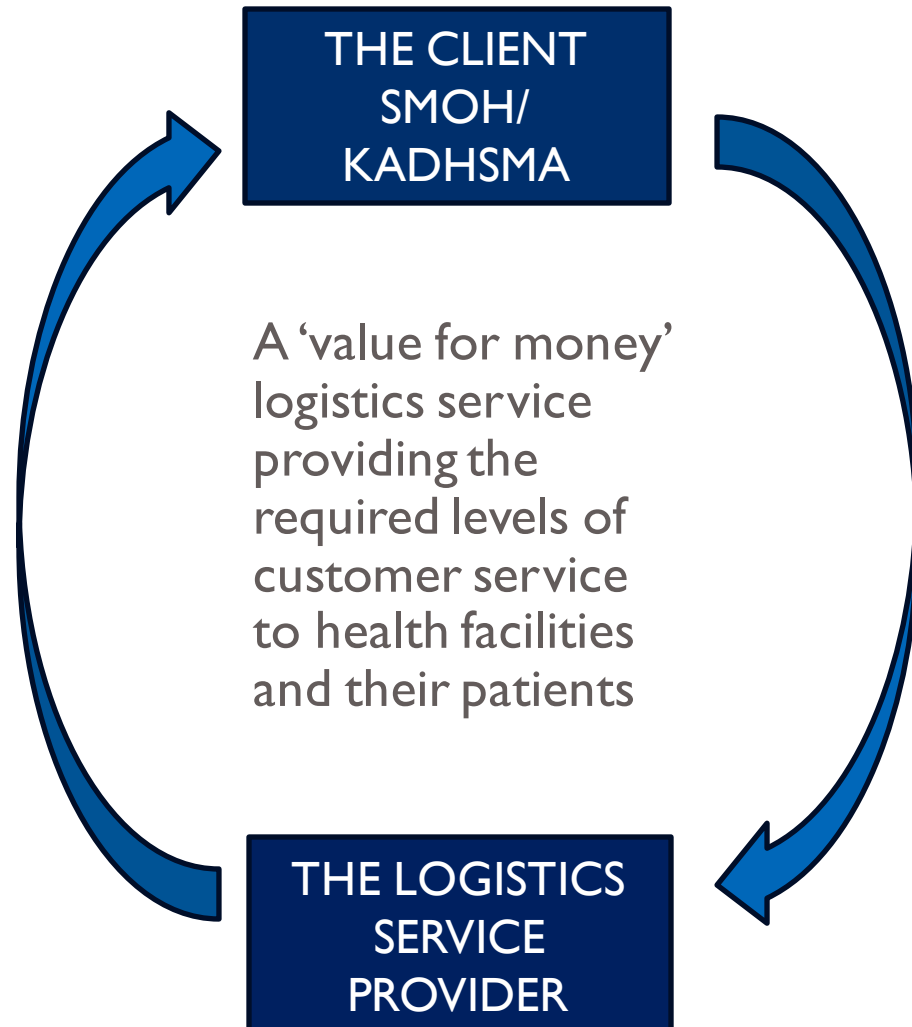 THE CLIENT
SMOH/
KADHSMA
A ‘value for money’
logistics service
providing the
required levels of
customer service
to health facilities
and their patients
THE LOGISTICS
SERVICE
PROVIDER